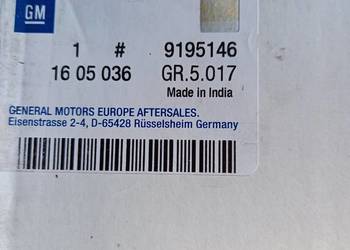 GM
1 # 9195146
16 05 036 GR.5.017
Made in India
GENERAL MOTORS EUROPE AFTERSALES.
Eisenstrasse 2-4, D-65428 Rüsselsheim Germany